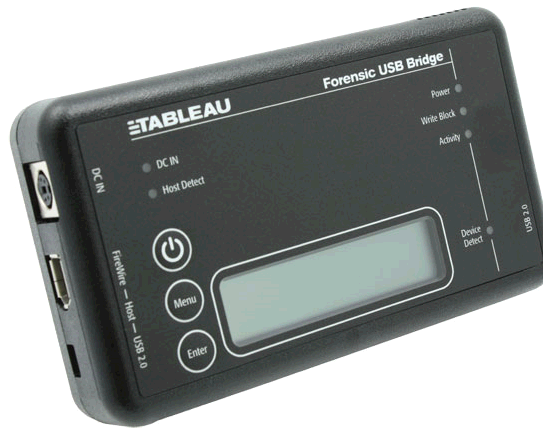 TABLEAU
Forensic USB Bridge
DC IN
Host Detect
Power
Write Block
Activity
Device
Detect
USB 2.0
DC IN
FireWire — Host — USB 2.0
Menu
Enter